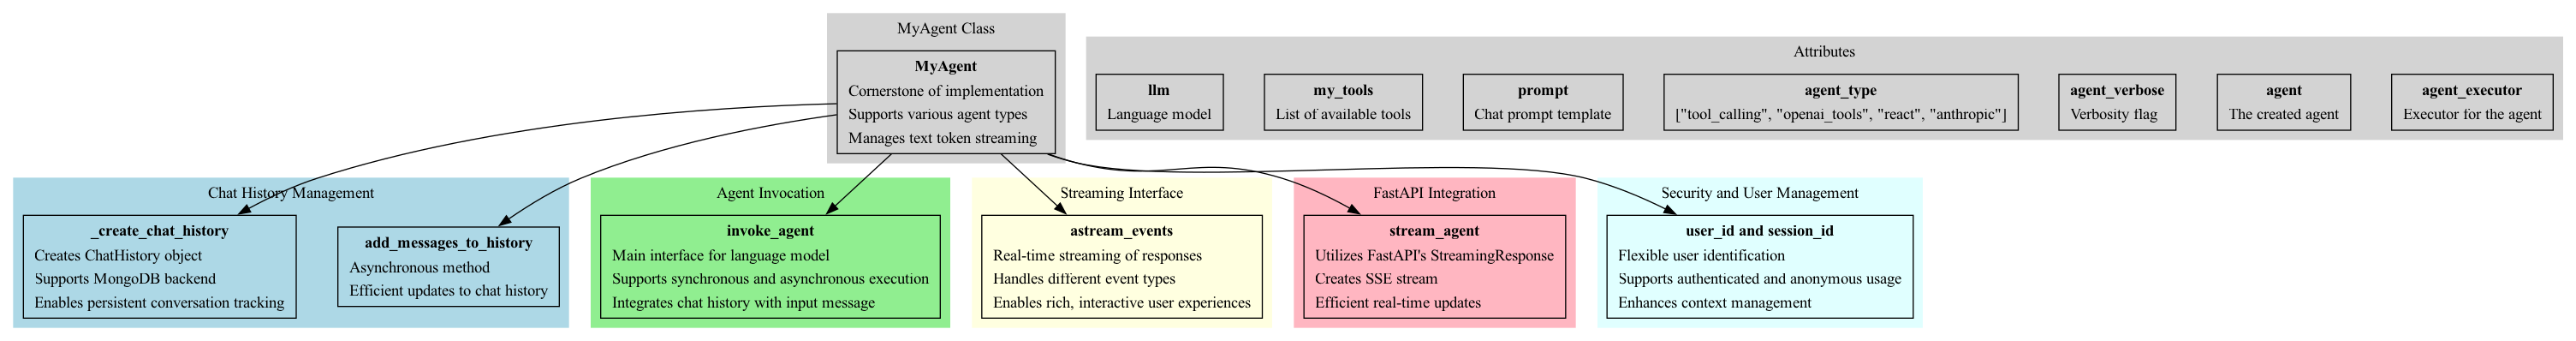 MyAgent Class
MyAgent
Cornerstone of implementation
Supports various agent types
Manages text token streaming
Attributes
llm
Language model
my_tools
List of available tools
prompt
Chat prompt template
agent_type
["tool_calling", "openai_tools", "react", "anthropic"]
agent_verbose
Verbosity flag
agent
The created agent
agent_executor
Executor for the agent
Chat History Management
_create_chat_history
Creates ChatHistory object
Supports MongoDB backend
Enables persistent conversation tracking
add_messages_to_history
Asynchronous method
Efficient updates to chat history
Agent Invocation
invoke_agent
Main interface for language model
Supports synchronous and asynchronous execution
Integrates chat history with input message
Streaming Interface
astream_events
Real-time streaming of responses
Handles different event types
Enables rich, interactive user experiences
FastAPI Integration
stream_agent
Utilizes FastAPI's StreamingResponse
Creates SSE stream
Efficient real-time updates
Security and User Management
user_id and session_id
Flexible user identification
Supports authenticated and anonymous usage
Enhances context management